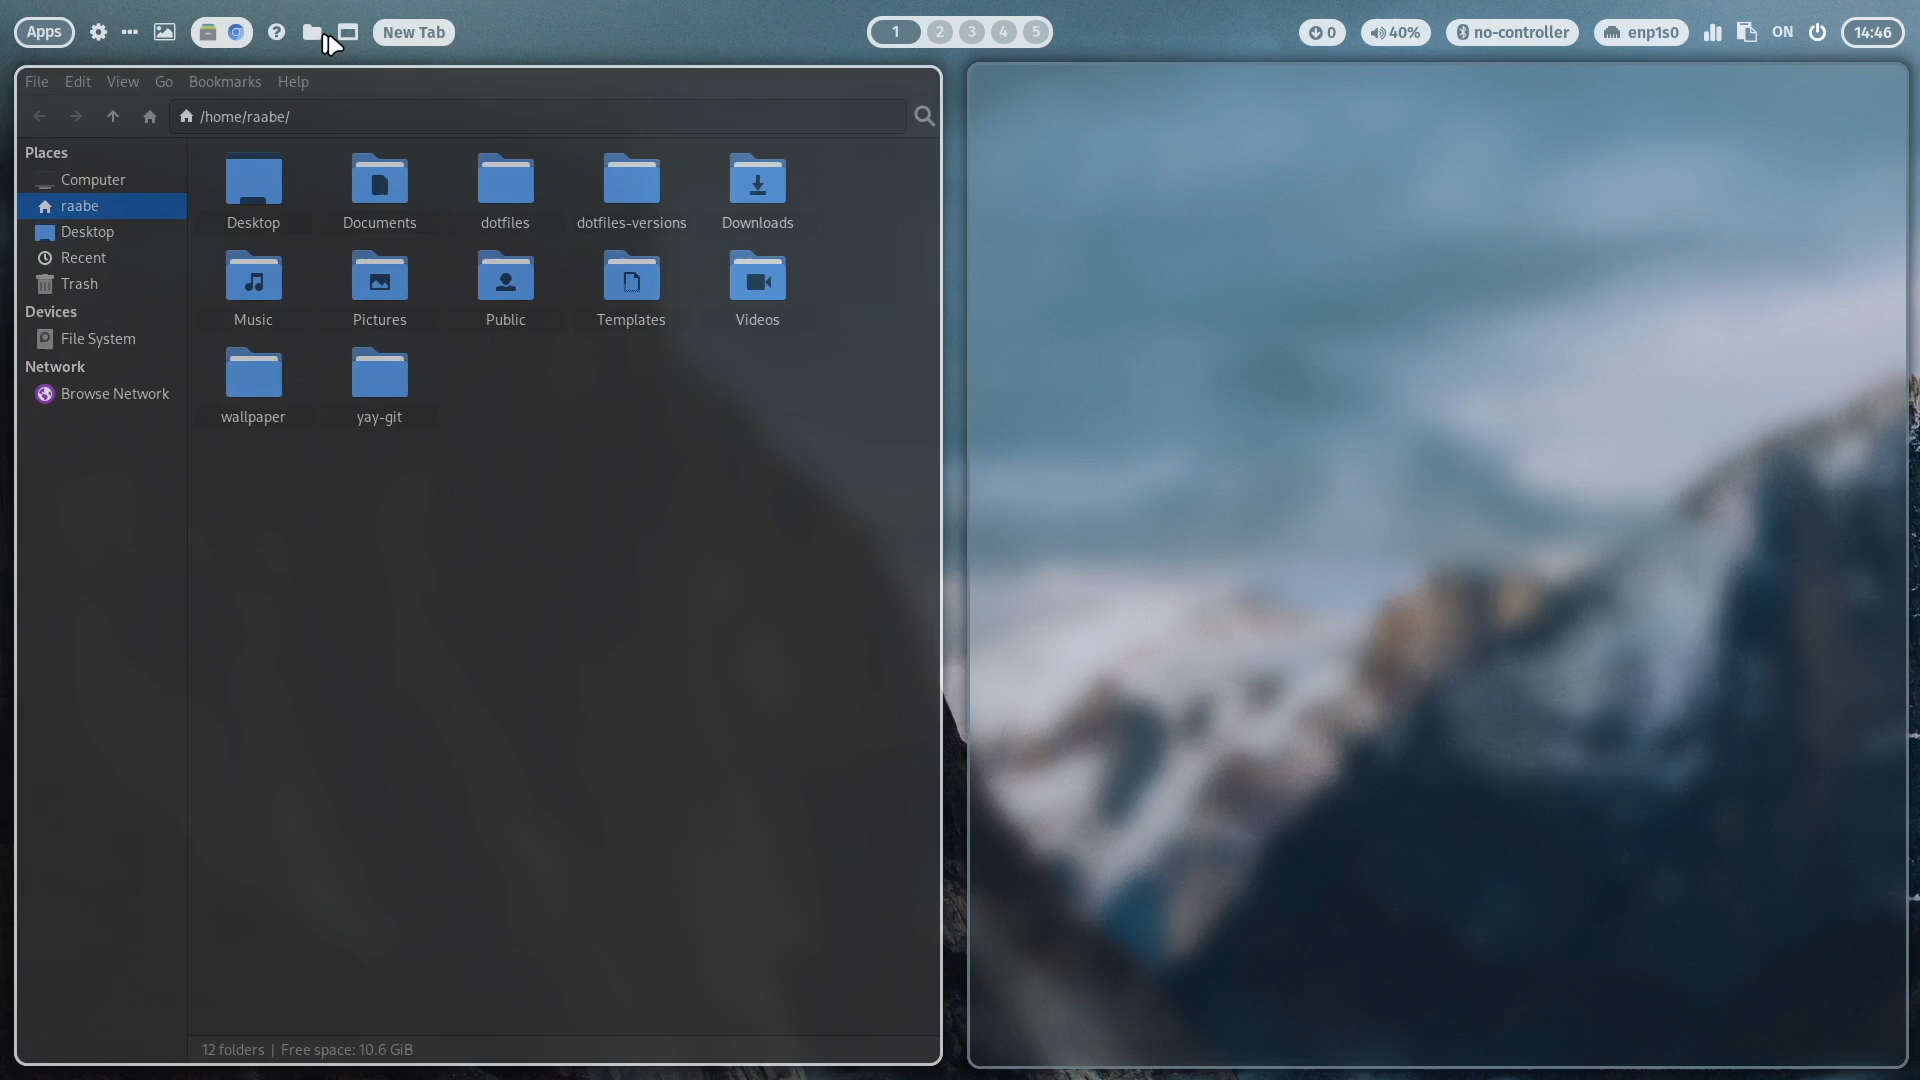 Apps
New Tab
1 2 3 4 5
0
40%
no-controller
enp1s0
ON
14:46
File Edit View Go Bookmarks Help
/home/raabe/
Places
Computer
raabe
Desktop
Recent
Trash
Devices
File System
Network
Browse Network
Desktop Documents dotfiles dotfiles-versions Downloads
Music Pictures Public Templates Videos
wallpaper yay-git
12 folders | Free space: 10.6 GiB